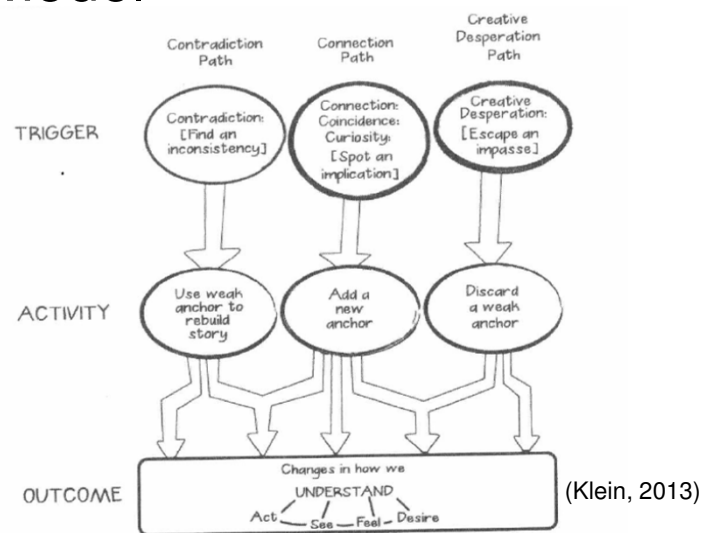 Contradiction
Path
Connection
Path
Creative
Desperation
Path
TRIGGER
Contradiction:
[Find an
inconsistency]
Connection:
Coincidence:
Curiosity:
[Spot an
implication]
Creative
Desperation:
[Escape an
impasse]
ACTIVITY
Use weak
anchor to
rebuild
story
Add a
new
anchor
Discard
a weak
anchor
OUTCOME
Changes in how we
UNDERSTAND
Act
See
Feel
Desire
(Klein, 2013)